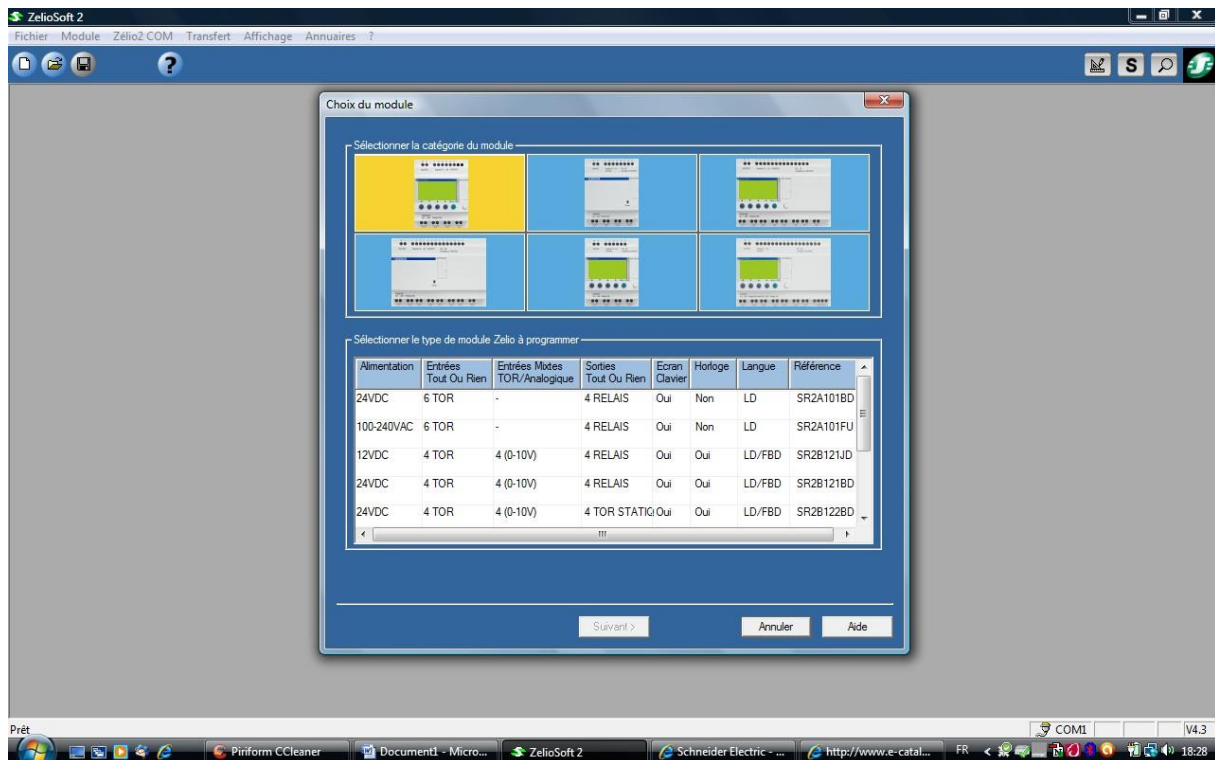 ZelioSoft 2
Fichier Module Zélio2 COM Transfert Affichage Annuaires ?
?
S
Choix du module
Sélectionner la catégorie du module
Sélectionner le type de module Zelio à programmer
Alimentation Entrées Tout Ou Rien Entrées Mixtes TOR/Analogique Sorties Tout Ou Rien Ecran Clavier Horloge Langue Référence
24VDC 6 TOR - 4 RELAIS Oui Non LD SR2A101BD
100-240VAC 6 TOR - 4 RELAIS Oui Non LD SR2A101FU
12VDC 4 TOR 4 (0-10V) 4 RELAIS Oui Oui LD/FBD SR2B121JD
24VDC 4 TOR 4 (0-10V) 4 RELAIS Oui Oui LD/FBD SR2B121BD
24VDC 4 TOR 4 (0-10V) 4 TOR STATIQ Oui Oui LD/FBD SR2B122BD
Suivant > Annuler Aide
Prêt COM1 V4.3
Piriform CCleaner Document1 - Micro... ZelioSoft 2 Schneider Electric - ... http://www.e-catal... FR 18:28